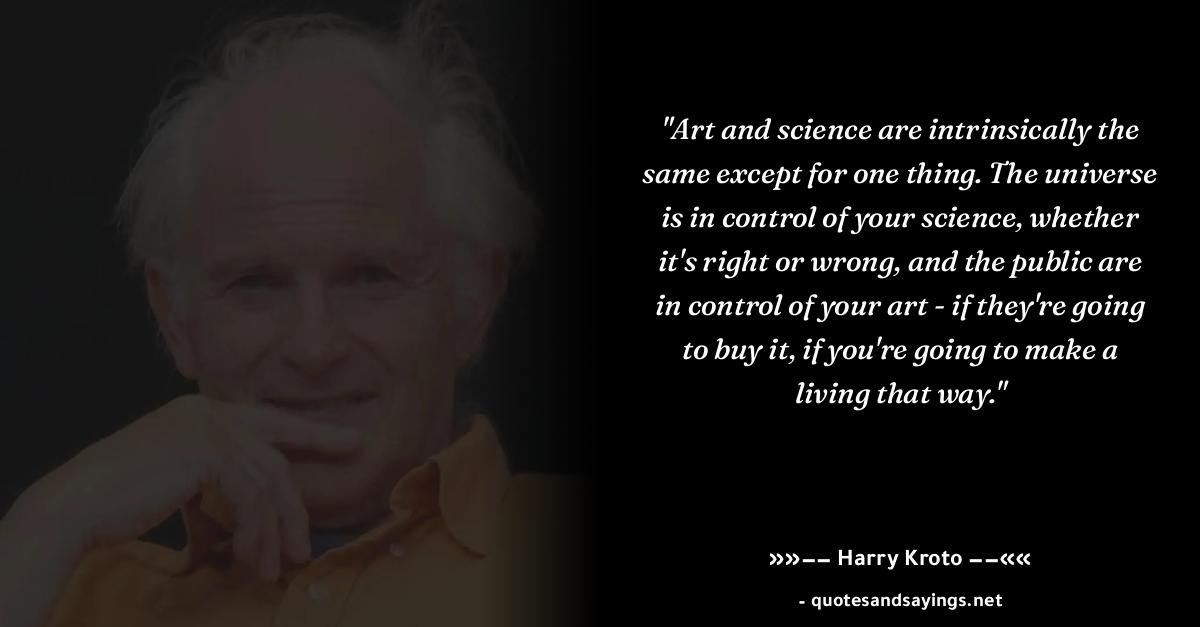 "Art and science are intrinsically the
same except for one thing. The universe
is in control of your science, whether
it's right or wrong, and the public are
in control of your art - if they're going
to buy it, if you're going to make a
living that way."
»»–– Harry Kroto ––««
- quotesandsayings.net